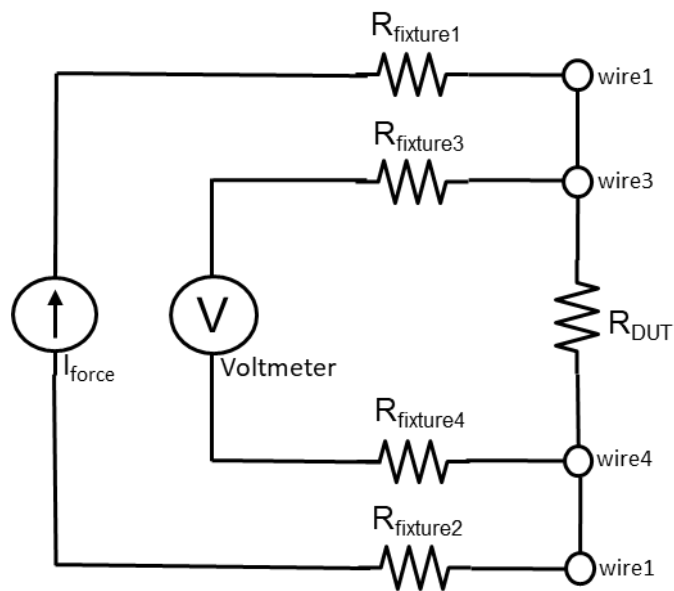 Rfixture1
wire1
Rfixture3
wire3
V
RDUT
Iforce
Voltmeter
Rfixture4
wire4
Rfixture2
wire1